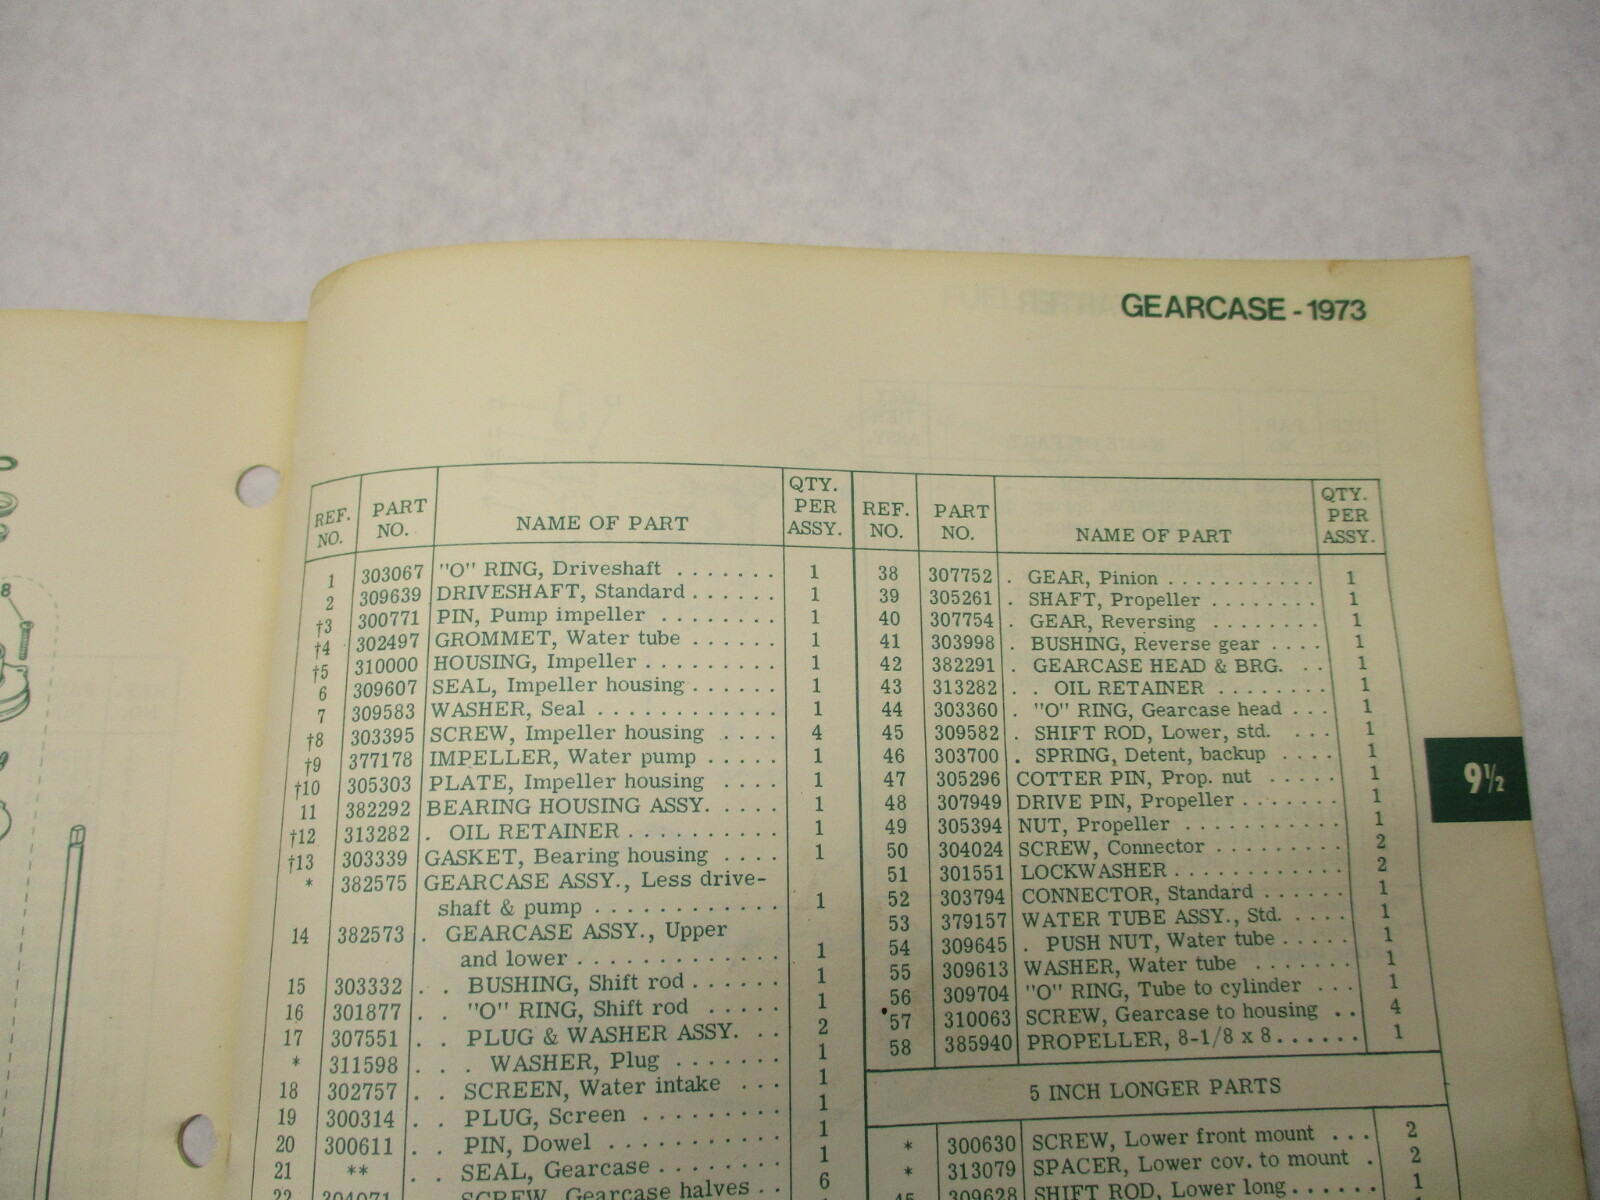 GEARCASE - 1973
8
9½
REF. NO. PART NO. NAME OF PART QTY. PER ASSY.
1 303067 "O" RING, Driveshaft . . . . . . . 1
2 309639 DRIVESHAFT, Standard . . . . . . 1
†3 300771 PIN, Pump impeller . . . . . . . 1
†4 302497 GROMMET, Water tube . . . . . . 1
†5 310000 HOUSING, Impeller . . . . . . . . . 1
6 309607 SEAL, Impeller housing . . . . . . 1
7 309583 WASHER, Seal . . . . . . . . . . . . 1
†8 303395 SCREW, Impeller housing . . . . 4
†9 377178 IMPELLER, Water pump . . . . . 1
†10 305303 PLATE, Impeller housing . . . . 1
11 382292 BEARING HOUSING ASSY. . . . . 1
†12 313282 . OIL RETAINER . . . . . . . . . . 1
†13 303339 GASKET, Bearing housing . . . . 1
* 382575 GEARCASE ASSY., Less drive-
shaft & pump . . . . . . . . . . . . 1
14 382573 . GEARCASE ASSY., Upper
and lower . . . . . . . . . . . . . 1
15 303332 . . BUSHING, Shift rod . . . . . . 1
16 301877 . . "O" RING, Shift rod . . . . . 1
17 307551 . . PLUG & WASHER ASSY. . . 2
* 311598 . . . WASHER, Plug . . . . . . . 1
18 302757 . . SCREEN, Water intake . . . 1
19 300314 . . PLUG, Screen . . . . . . . . . 1
20 300611 . . PIN, Dowel . . . . . . . . . . . 1
21 ** . . SEAL, Gearcase . . . . . . . . 1
22 304071 SCREW, Gearcase halves . . 6
REF. NO. PART NO. NAME OF PART QTY. PER ASSY.
38 307752 . GEAR, Pinion . . . . . . . . . . . 1
39 305261 . SHAFT, Propeller . . . . . . . . 1
40 307754 . GEAR, Reversing . . . . . . . . 1
41 303998 . BUSHING, Reverse gear . . . . 1
42 382291 . GEARCASE HEAD & BRG. . . 1
43 313282 . . OIL RETAINER . . . . . . . . 1
44 303360 . "O" RING, Gearcase head . . . 1
45 309582 . SHIFT ROD, Lower, std. . . . 1
46 303700 . SPRING, Detent, backup . . . . 1
47 305296 COTTER PIN, Prop. nut . . . . . 1
48 307949 DRIVE PIN, Propeller . . . . . . . 1
49 305394 NUT, Propeller . . . . . . . . . . . 1
50 304024 SCREW, Connector . . . . . . . . . 2
51 301551 LOCKWASHER . . . . . . . . . . . . 2
52 303794 CONNECTOR, Standard . . . . . . 1
53 379157 WATER TUBE ASSY., Std. . . . . 1
54 309645 . PUSH NUT, Water tube . . . . . 1
55 309613 WASHER, Water tube . . . . . . . 1
56 309704 "O" RING, Tube to cylinder . . . 1
57 310063 SCREW, Gearcase to housing . . 4
58 385940 PROPELLER, 8-1/8 x 8 . . . . . . 1
5 INCH LONGER PARTS
* 300630 SCREW, Lower front mount . . . 2
* 313079 SPACER, Lower cov. to mount . 2
45 309628 SHIFT ROD, Lower long . . . . . . 1